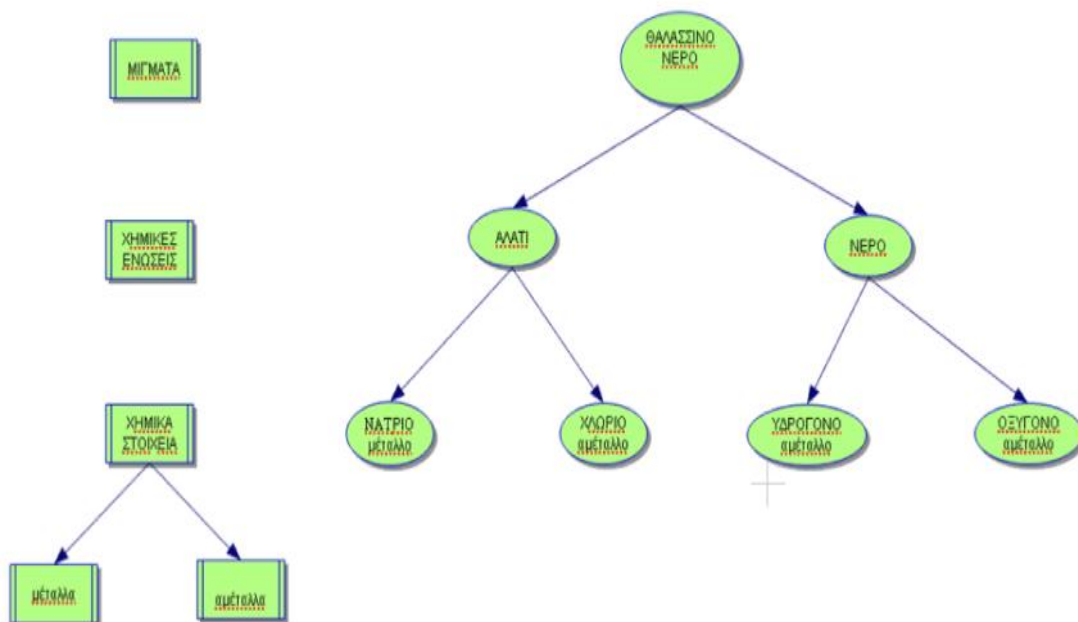 ΜΙΓΜΑΤΑ
ΘΑΛΑΣΣΙΝΟ
ΝΕΡΟ
ΧΗΜΙΚΕΣ
ΕΝΩΣΕΙΣ
ΑΛΑΤΙ
ΝΕΡΟ
ΧΗΜΙΚΑ
ΣΤΟΙΧΕΙΑ
ΝΑΤΡΙΟ
μέταλλο
ΧΛΩΡΙΟ
αμέταλλο
ΥΔΡΟΓΟΝΟ
αμέταλλο
ΟΞΥΓΟΝΟ
αμέταλλο
μέταλλα
αμέταλλα